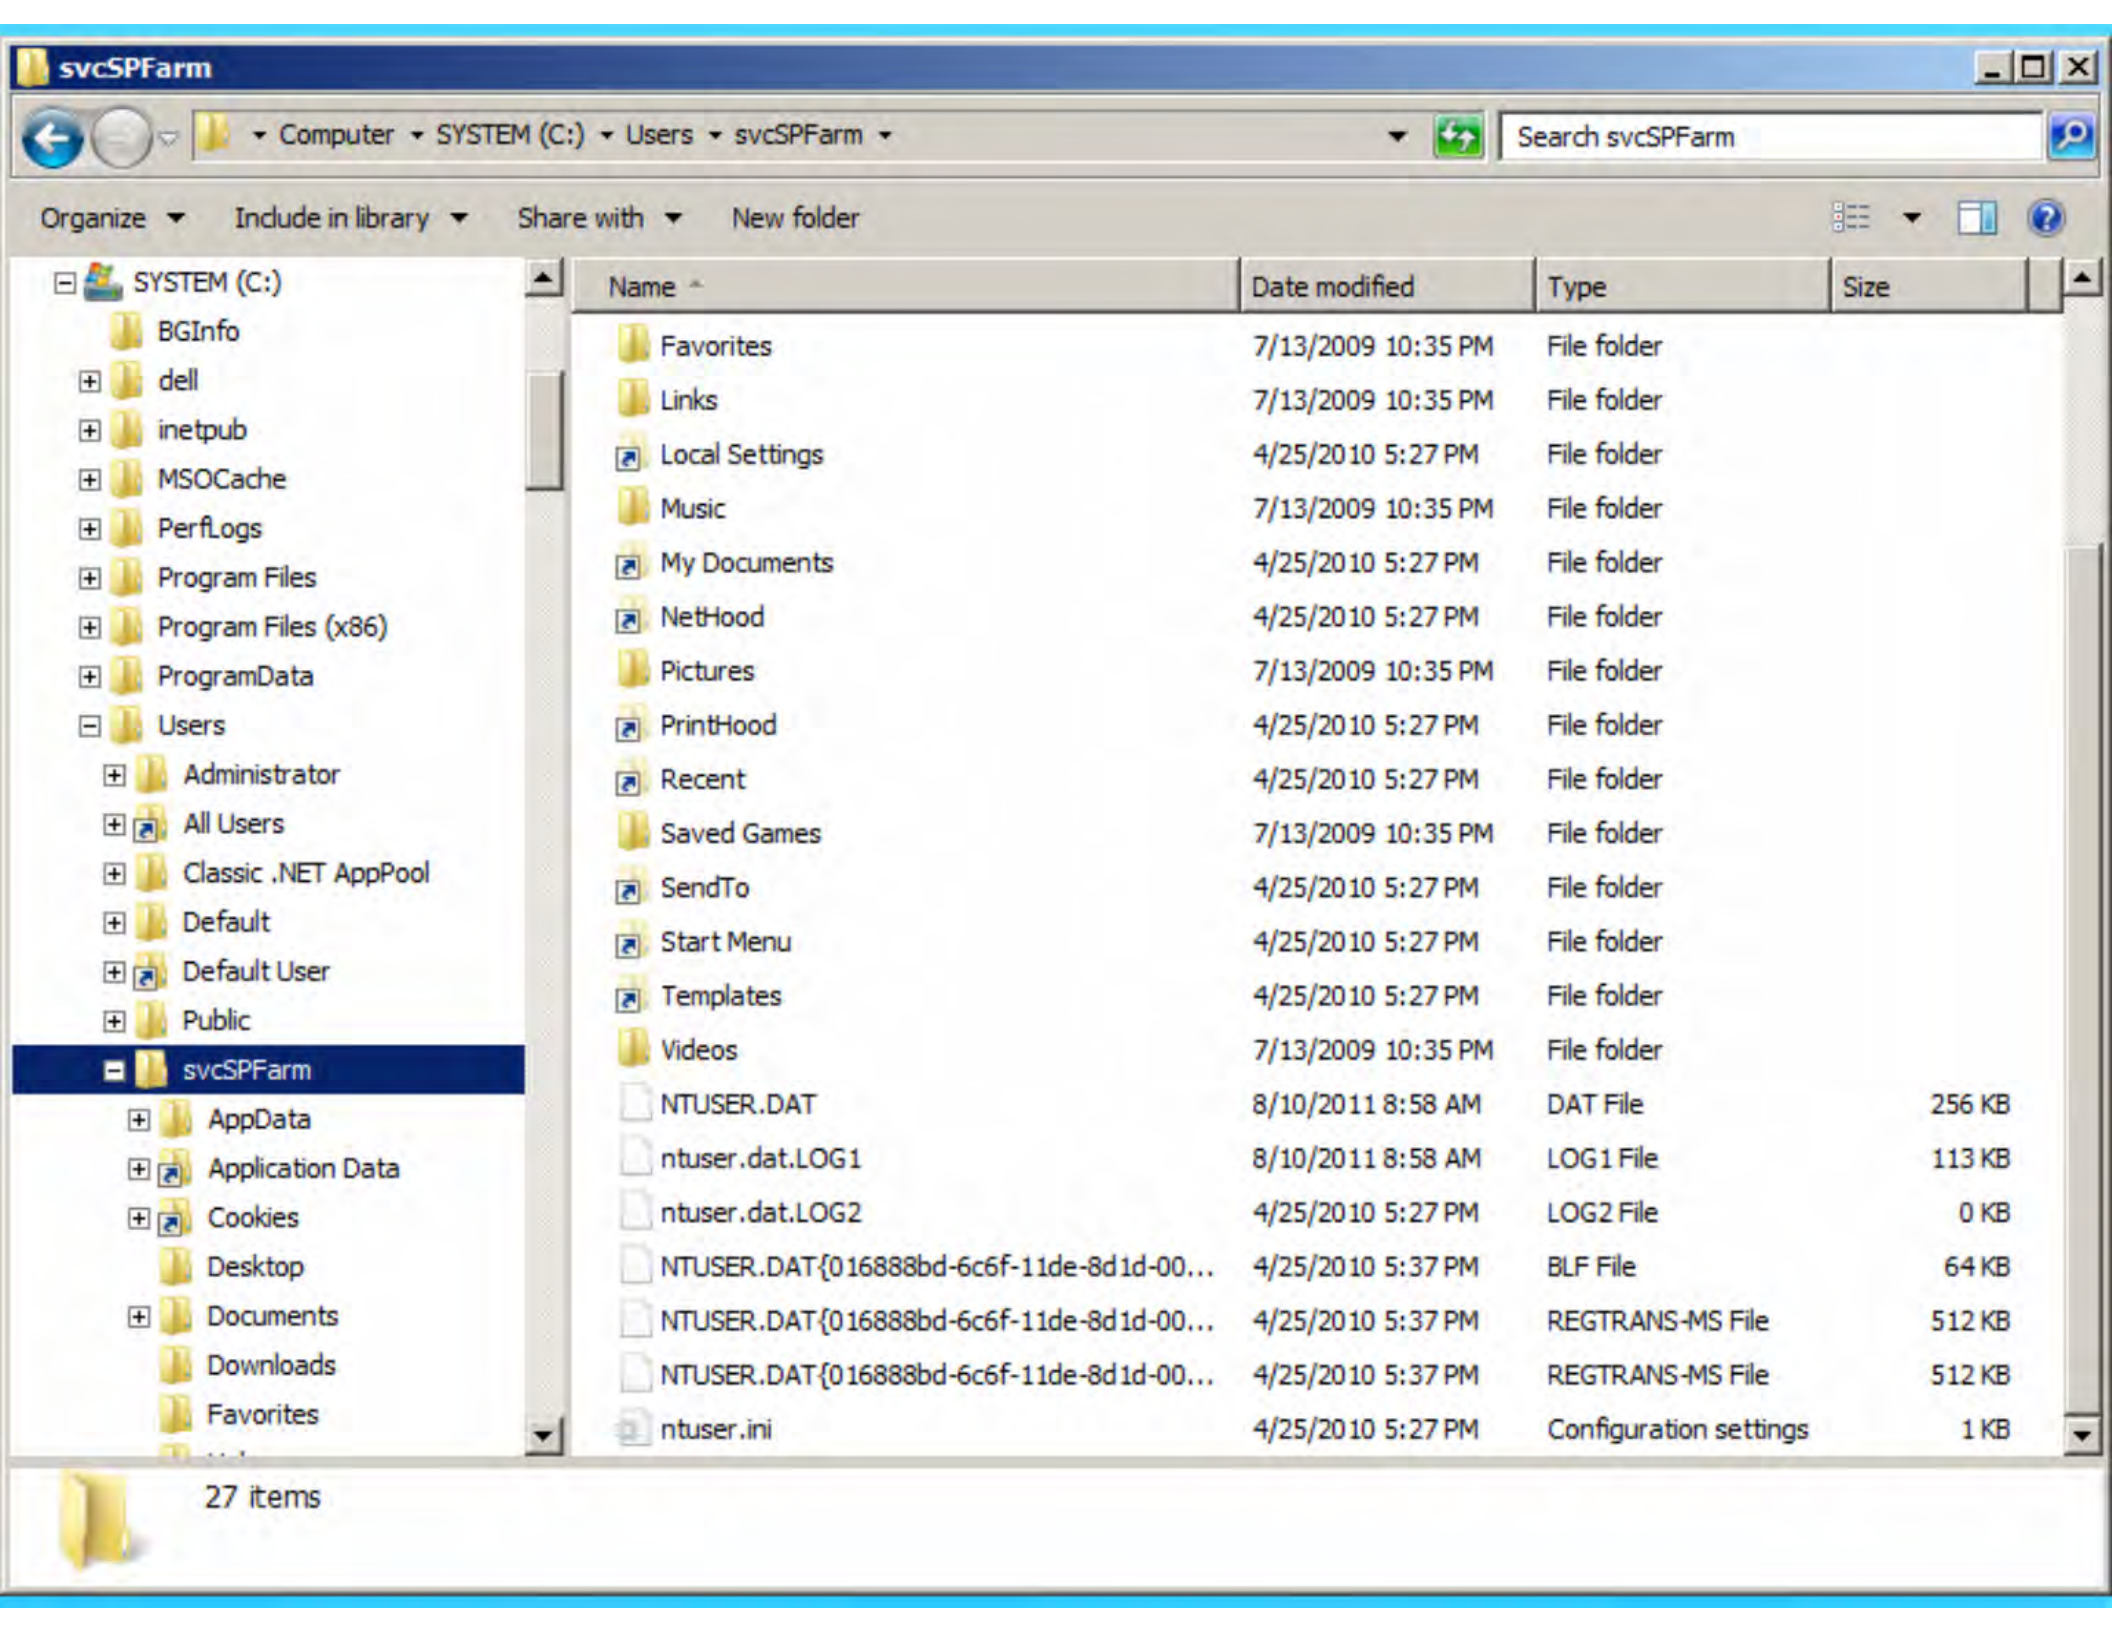 svcSPFarm
Computer SYSTEM (C:) Users svcSPFarm
Search svcSPFarm
Organize Include in library Share with New folder
SYSTEM (C:)
BGInfo
dell
inetpub
MSOCache
PerfLogs
Program Files
Program Files (x86)
ProgramData
Users
Administrator
All Users
Classic .NET AppPool
Default
Default User
Public
svcSPFarm
AppData
Application Data
Cookies
Desktop
Documents
Downloads
Favorites
Name Date modified Type Size
Favorites 7/13/2009 10:35 PM File folder
Links 7/13/2009 10:35 PM File folder
Local Settings 4/25/2010 5:27 PM File folder
Music 7/13/2009 10:35 PM File folder
My Documents 4/25/2010 5:27 PM File folder
NetHood 4/25/2010 5:27 PM File folder
Pictures 7/13/2009 10:35 PM File folder
PrintHood 4/25/2010 5:27 PM File folder
Recent 4/25/2010 5:27 PM File folder
Saved Games 7/13/2009 10:35 PM File folder
SendTo 4/25/2010 5:27 PM File folder
Start Menu 4/25/2010 5:27 PM File folder
Templates 4/25/2010 5:27 PM File folder
Videos 7/13/2009 10:35 PM File folder
NTUSER.DAT 8/10/2011 8:58 AM DAT File 256 KB
ntuser.dat.LOG1 8/10/2011 8:58 AM LOG1 File 113 KB
ntuser.dat.LOG2 4/25/2010 5:27 PM LOG2 File 0 KB
NTUSER.DAT{016888bd-6c6f-11de-8d1d-00... 4/25/2010 5:37 PM BLF File 64 KB
NTUSER.DAT{016888bd-6c6f-11de-8d1d-00... 4/25/2010 5:37 PM REGTRANS-MS File 512 KB
NTUSER.DAT{016888bd-6c6f-11de-8d1d-00... 4/25/2010 5:37 PM REGTRANS-MS File 512 KB
ntuser.ini 4/25/2010 5:27 PM Configuration settings 1 KB
27 items